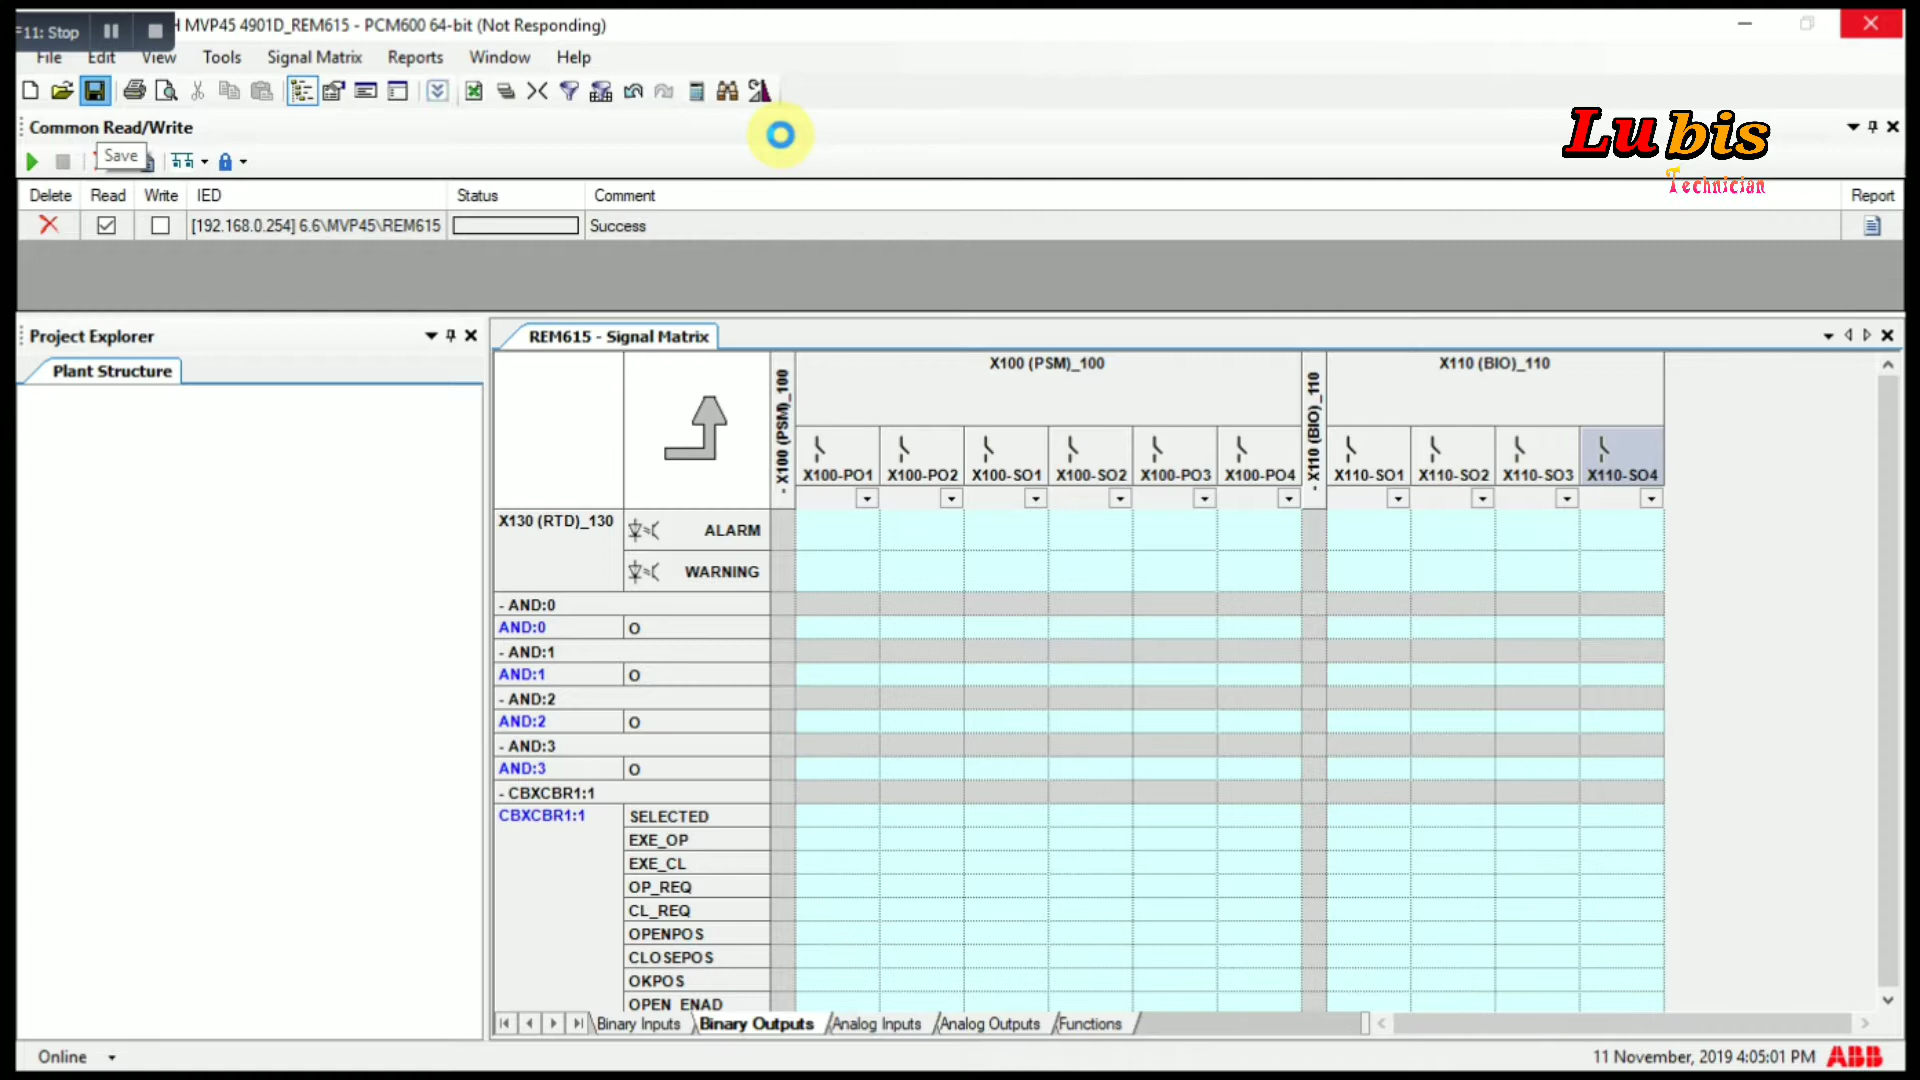 F11: Stop
H MVP45 4901D_REM615 - PCM600 64-bit (Not Responding)
File Edit View Tools Signal Matrix Reports Window Help
Common Read/Write
Save
Lubis
Technician
Delete Read Write IED Status Comment Report
[192.168.0.254] 6.6\MVP45\REM615 Success
Project Explorer
Plant Structure
REM615 - Signal Matrix
- X100 (PSM)_100
X100 (PSM)_100
- X110 (BIO)_110
X110 (BIO)_110
X100-PO1 X100-PO2 X100-SO1 X100-SO2 X100-PO3 X100-PO4 X110-SO1 X110-SO2 X110-SO3 X110-SO4
X130 (RTD)_130 ALARM
WARNING
- AND:0
AND:0 O
- AND:1
AND:1 O
- AND:2
AND:2 O
- AND:3
AND:3 O
- CBXCBR1:1
CBXCBR1:1 SELECTED
EXE_OP
EXE_CL
OP_REQ
CL_REQ
OPENPOS
CLOSEPOS
OKPOS
OPEN_ENAD
Binary Inputs Binary Outputs Analog Inputs Analog Outputs Functions
Online
11 November, 2019 4:05:01 PM ABB